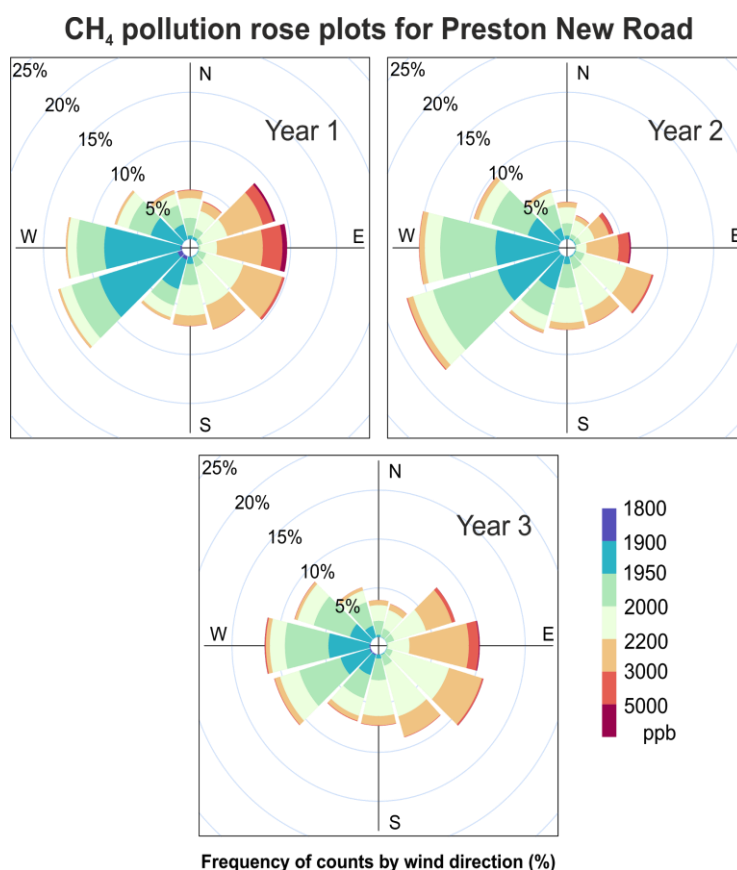 CH₄ pollution rose plots for Preston New Road
25%
20%
15%
10%
5%
N
Year 1
W
E
S
25%
20%
15%
10%
5%
N
Year 2
W
E
S
25%
20%
15%
10%
5%
N
Year 3
W
E
S
1800
1900
1950
2000
2200
3000
5000
ppb
Frequency of counts by wind direction (%)